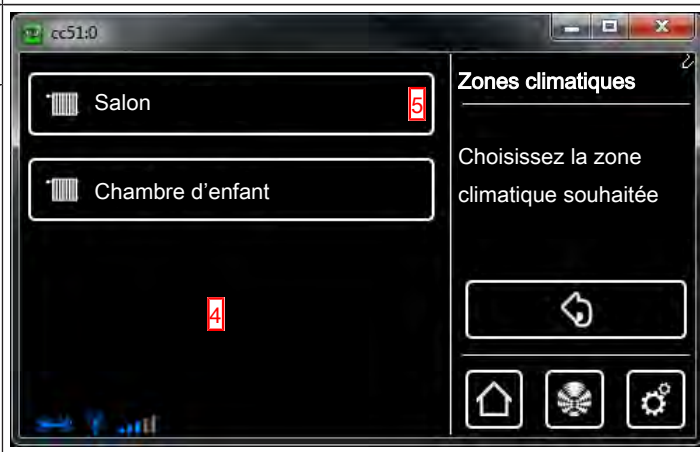 cc51:0
Salon
5
Chambre d'enfant
4
Zones climatiques
Choisissez la zone
climatique souhaitée